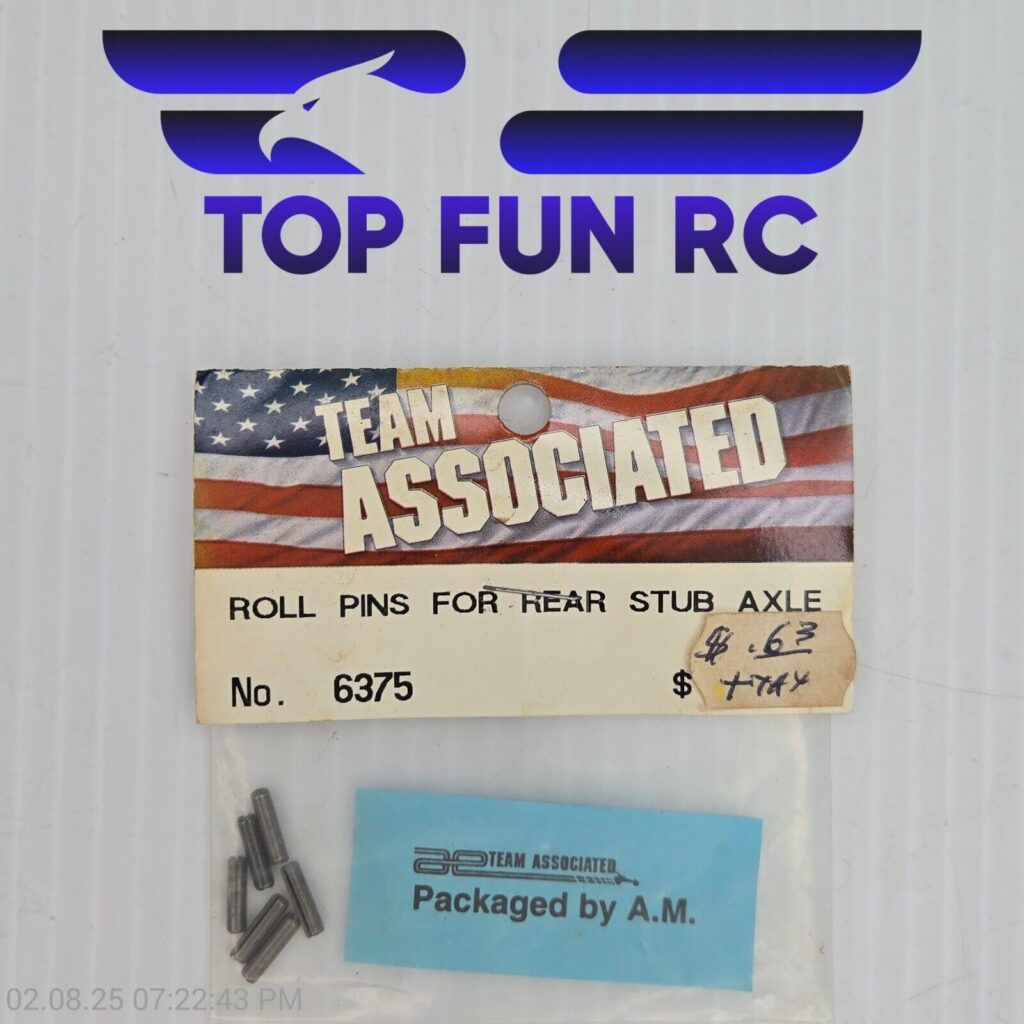 TOP FUN RC
TEAM
ASSOCIATED
ROLL PINS FOR REAR STUB AXLE
No. 6375 $
$ .63
+TAX
ae TEAM ASSOCIATED
Packaged by A.M.
02.08.25 07:22:43 PM